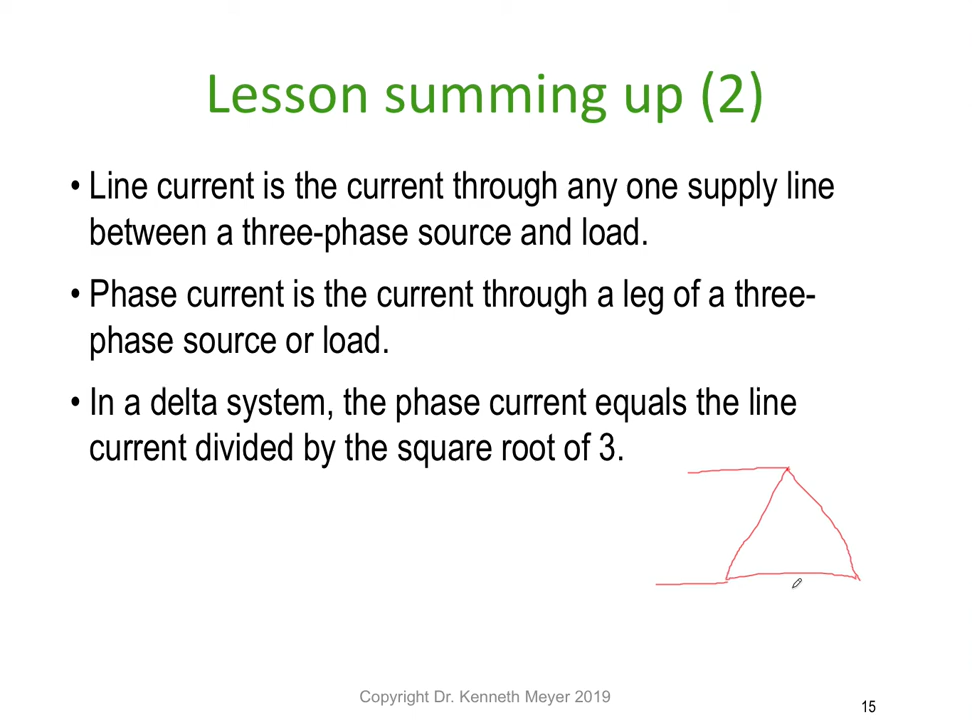 Lesson summing up (2)
• Line current is the current through any one supply line
between a three-phase source and load.
• Phase current is the current through a leg of a three-
phase source or load.
• In a delta system, the phase current equals the line
current divided by the square root of 3.
Copyright Dr. Kenneth Meyer 2019
15